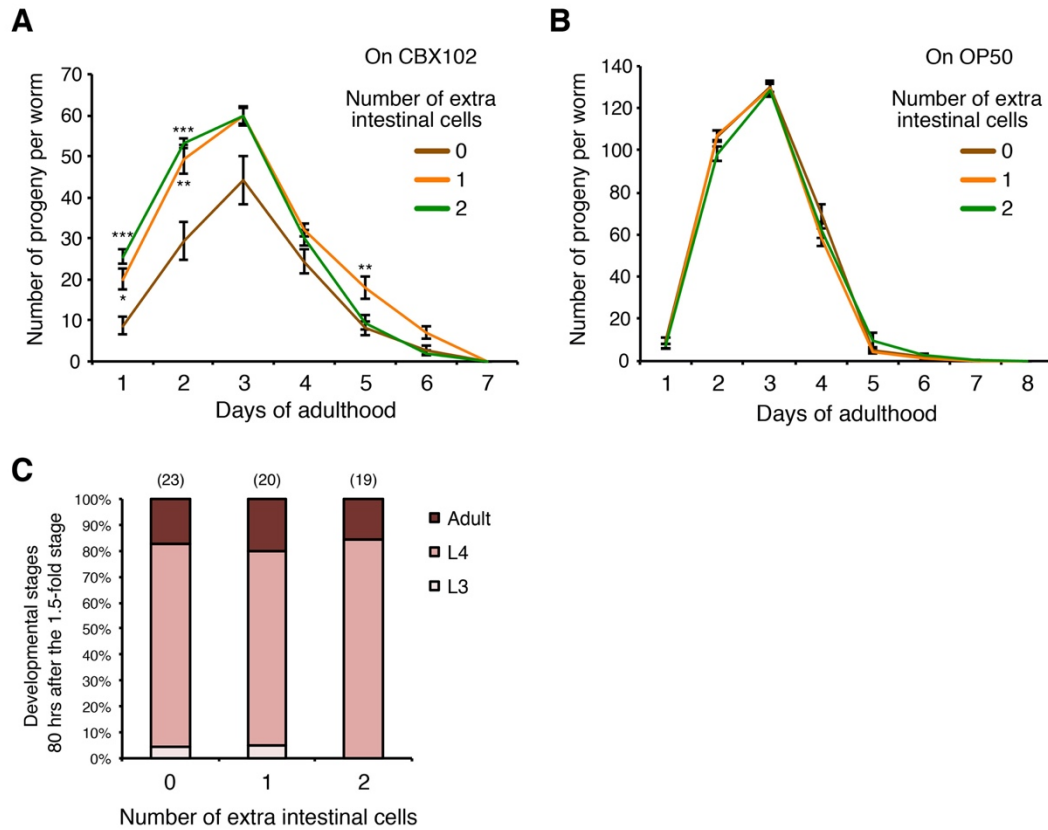 A
On CBX102
Number of extra
intestinal cells
0
1
2
Number of progeny per worm
70
60
50
40
30
20
10
0
***
*
***
**
**
1 2 3 4 5 6 7
Days of adulthood
B
On OP50
Number of extra
intestinal cells
0
1
2
Number of progeny per worm
140
120
100
80
60
40
20
0
1 2 3 4 5 6 7 8
Days of adulthood
C
(23) (20) (19)
Developmental stages
80 hrs after the 1.5-fold stage
100%
90%
80%
70%
60%
50%
40%
30%
20%
10%
0%
Adult
L4
L3
0 1 2
Number of extra intestinal cells